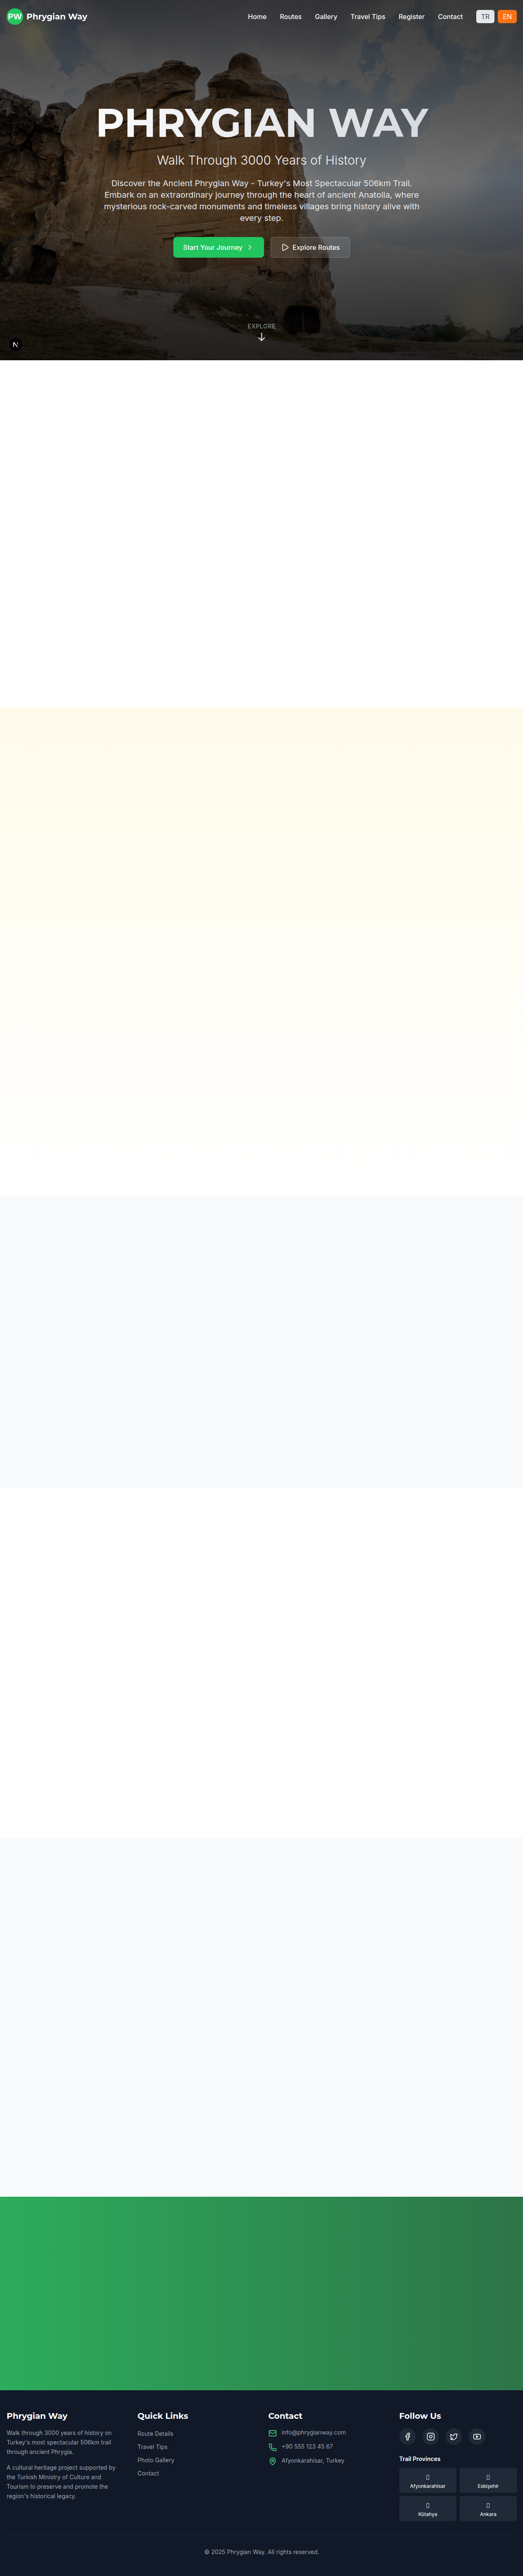 PW Phrygian Way
Home Routes Gallery Travel Tips Register Contact TR EN
PHRYGIAN WAY
Walk Through 3000 Years of History
Discover the Ancient Phrygian Way - Turkey's Most Spectacular 506km Trail.
Embark on an extraordinary journey through the heart of ancient Anatolia, where
mysterious rock-carved monuments and timeless villages bring history alive with
every step.
Start Your Journey
Explore Routes
EXPLORE
N
Phrygian Way
Walk through 3000 years of history on
Turkey's most spectacular 506km trail
through ancient Phrygia.
A cultural heritage project supported by
the Turkish Ministry of Culture and
Tourism to preserve and promote the
region's historical legacy.
Quick Links
Route Details
Travel Tips
Photo Gallery
Contact
Contact
info@phrygianway.com
+90 555 123 45 67
Afyonkarahisar, Turkey
Follow Us
Trail Provinces
Afyonkarahisar
Eskişehir
Kütahya
Ankara
© 2025 Phrygian Way. All rights reserved.